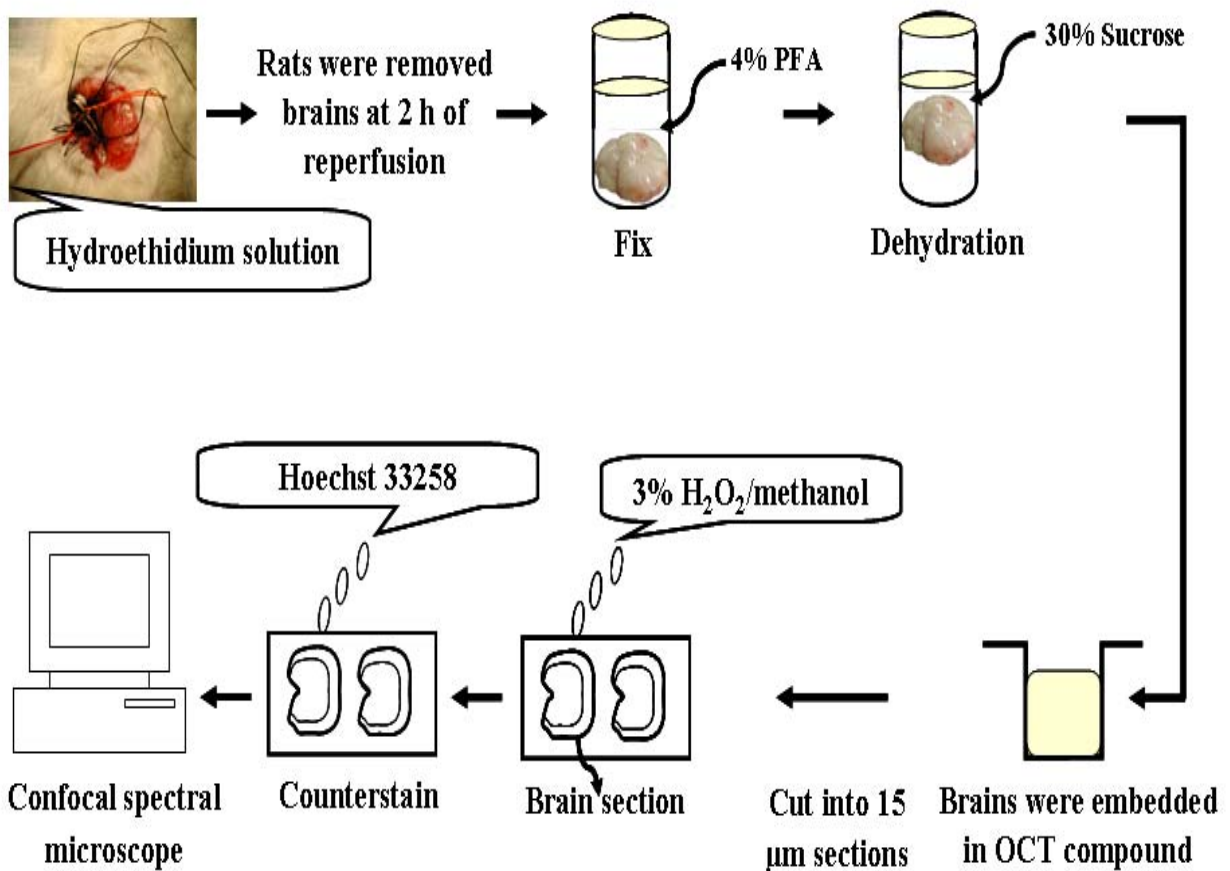 4% PFA
30% Sucrose
Rats were removed
brains at 2 h of
reperfusion
Hydroethidium solution
Fix
Dehydration
Hoechst 33258
3% H₂O₂/methanol
Confocal spectral
microscope
Counterstain
Brain section
Cut into 15
μm sections
Brains were embedded
in OCT compound